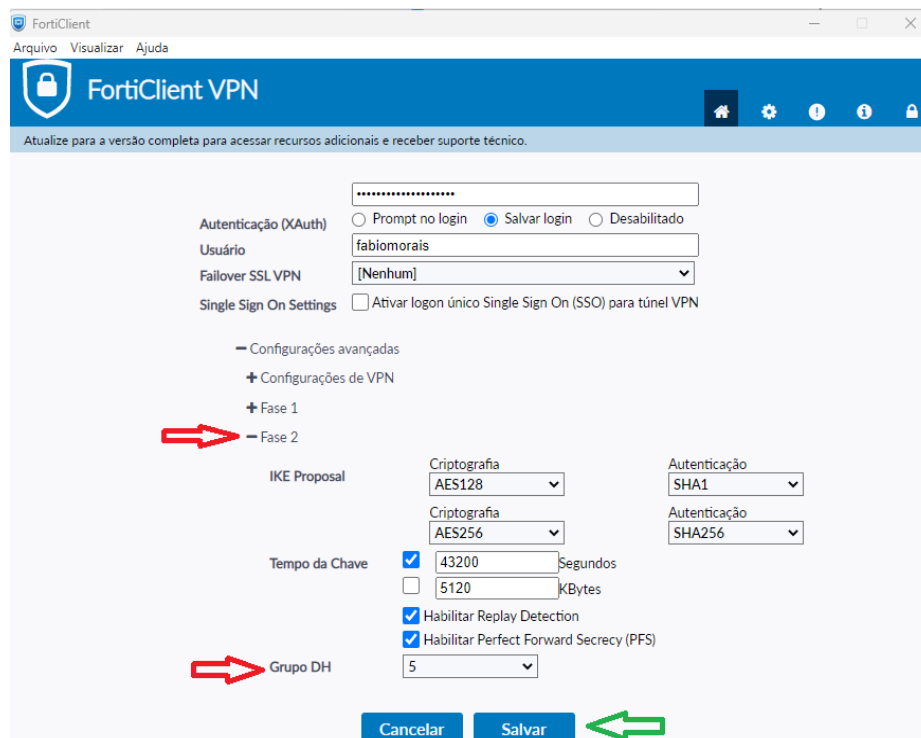 FortiClient
Arquivo Visualizar Ajuda
FortiClient VPN
Atualize para a versão completa para acessar recursos adicionais e receber suporte técnico.
••••••••••••••••••••
Autenticação (XAuth) Prompt no login Salvar login Desabilitado
Usuário fabiomorais
Failover SSL VPN [Nenhum]
Single Sign On Settings Ativar logon único Single Sign On (SSO) para túnel VPN
Configurações avançadas
Configurações de VPN
Fase 1
Fase 2
Criptografia Autenticação
IKE Proposal AES128 SHA1
Criptografia Autenticação
AES256 SHA256
Tempo da Chave 43200 Segundos
5120 KBytes
Habilitar Replay Detection
Habilitar Perfect Forward Secrecy (PFS)
Grupo DH 5
Cancelar Salvar